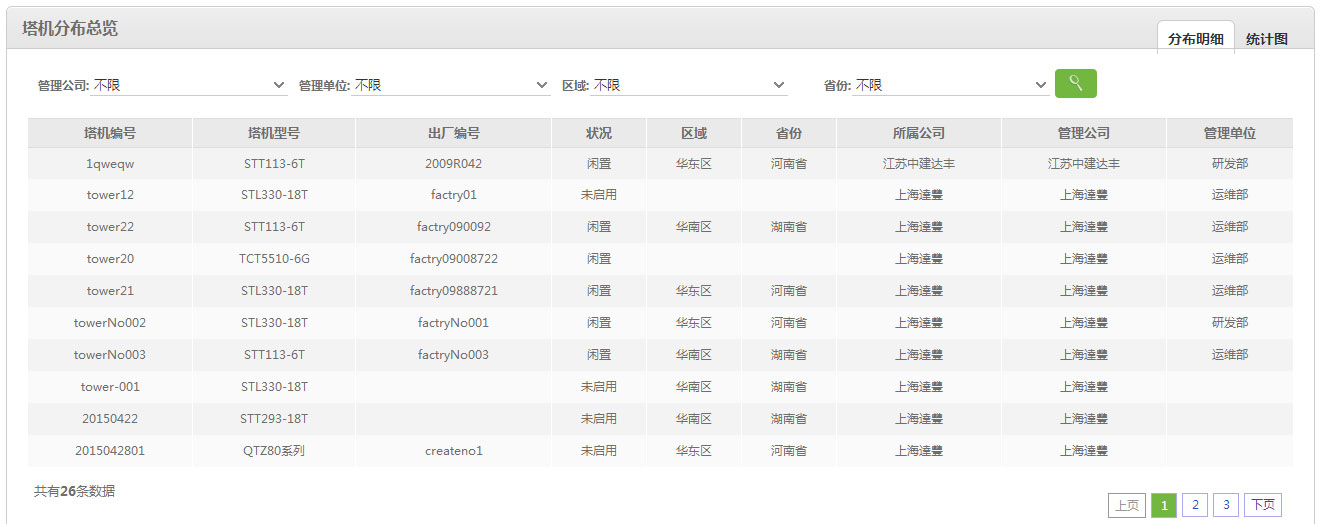 塔机分布总览
分布明细 统计图
管理公司: 不限 管理单位: 不限 区域: 不限 省份: 不限
塔机编号 塔机型号 出厂编号 状况 区域 省份 所属公司 管理公司 管理单位
1qweqw STT113-6T 2009R042 闲置 华东区 河南省 江苏中建达丰 江苏中建达丰 研发部
tower12 STL330-18T factry01 未启用 上海達豐 上海達豐 运维部
tower22 STT113-6T factry090092 闲置 华南区 湖南省 上海達豐 上海達豐 运维部
tower20 TCT5510-6G factry09008722 闲置 上海達豐 上海達豐 运维部
tower21 STL330-18T factry09888721 闲置 华东区 河南省 上海達豐 上海達豐 运维部
towerNo002 STL330-18T factryNo001 闲置 华东区 河南省 上海達豐 上海達豐 研发部
towerNo003 STT113-6T factryNo003 闲置 华南区 湖南省 上海達豐 上海達豐 运维部
tower-001 STL330-18T 未启用 华南区 湖南省 上海達豐 上海達豐
20150422 STT293-18T 未启用 华南区 湖南省 上海達豐 上海達豐
2015042801 QTZ80系列 createno1 未启用 华东区 河南省 上海達豐 上海達豐
共有26条数据
上页 1 2 3 下页